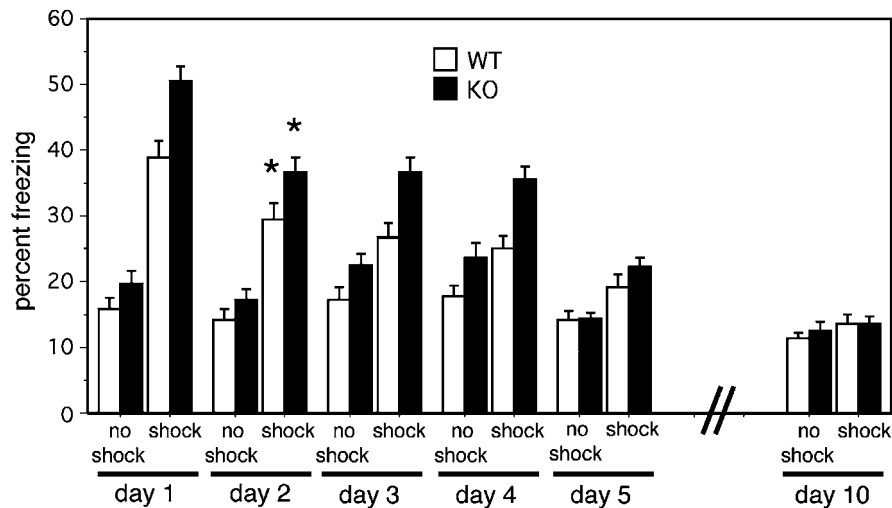 60
50
40
30
20
10
0
percent freezing
WT
KO
*
*
no shock
shock
no shock
shock
no shock
shock
no shock
shock
no shock
shock
no shock
shock
day 1
day 2
day 3
day 4
day 5
day 10